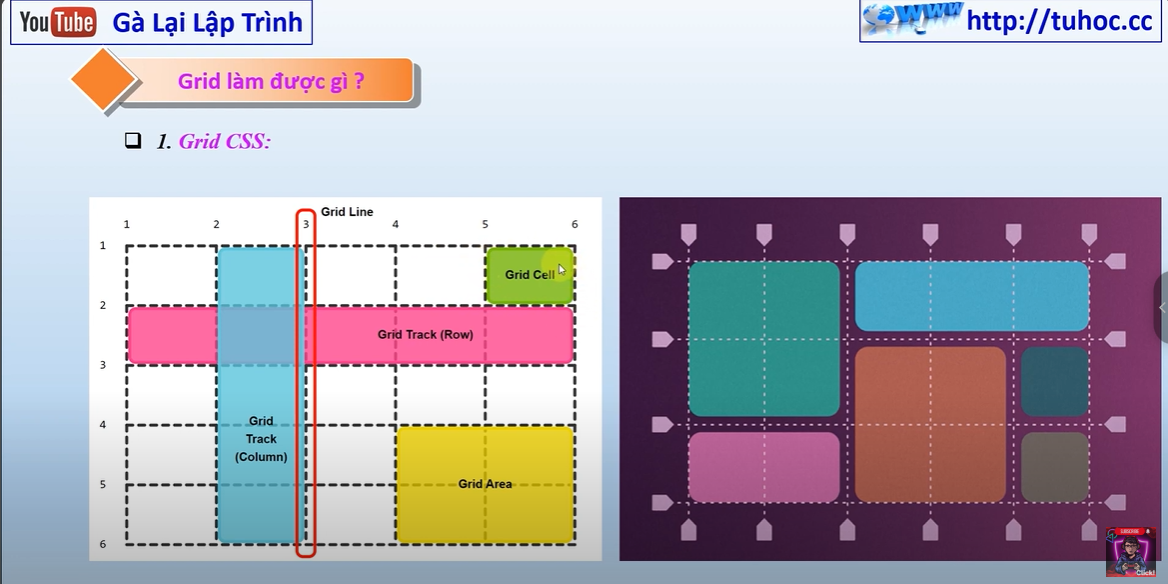 YouTube Gà Lại Lập Trình
WWW http://tuhoc.cc
Grid làm được gì ?
1. Grid CSS:
Grid Line
1 2 3 4 5 6
1
Grid Cell
2
Grid Track (Row)
3
4
Grid
Track
(Column)
5
Grid Area
6
SUBSCRIBE
Click!